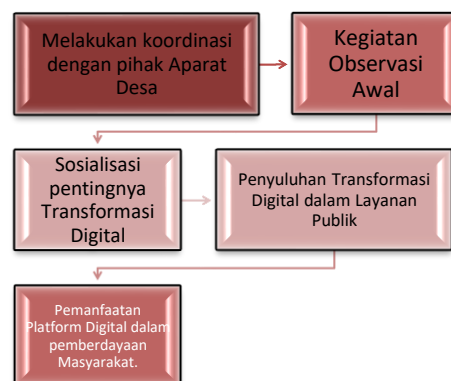 Melakukan koordinasi
dengan pihak Aparat
Desa
Kegiatan
Observasi
Awal
Sosialisasi
pentingnya
Transformasi
Digital
Penyuluhan Transformasi
Digital dalam Layanan
Publik
Pemanfaatan
Platform Digital dalam
pemberdayaan
Masyarakat.